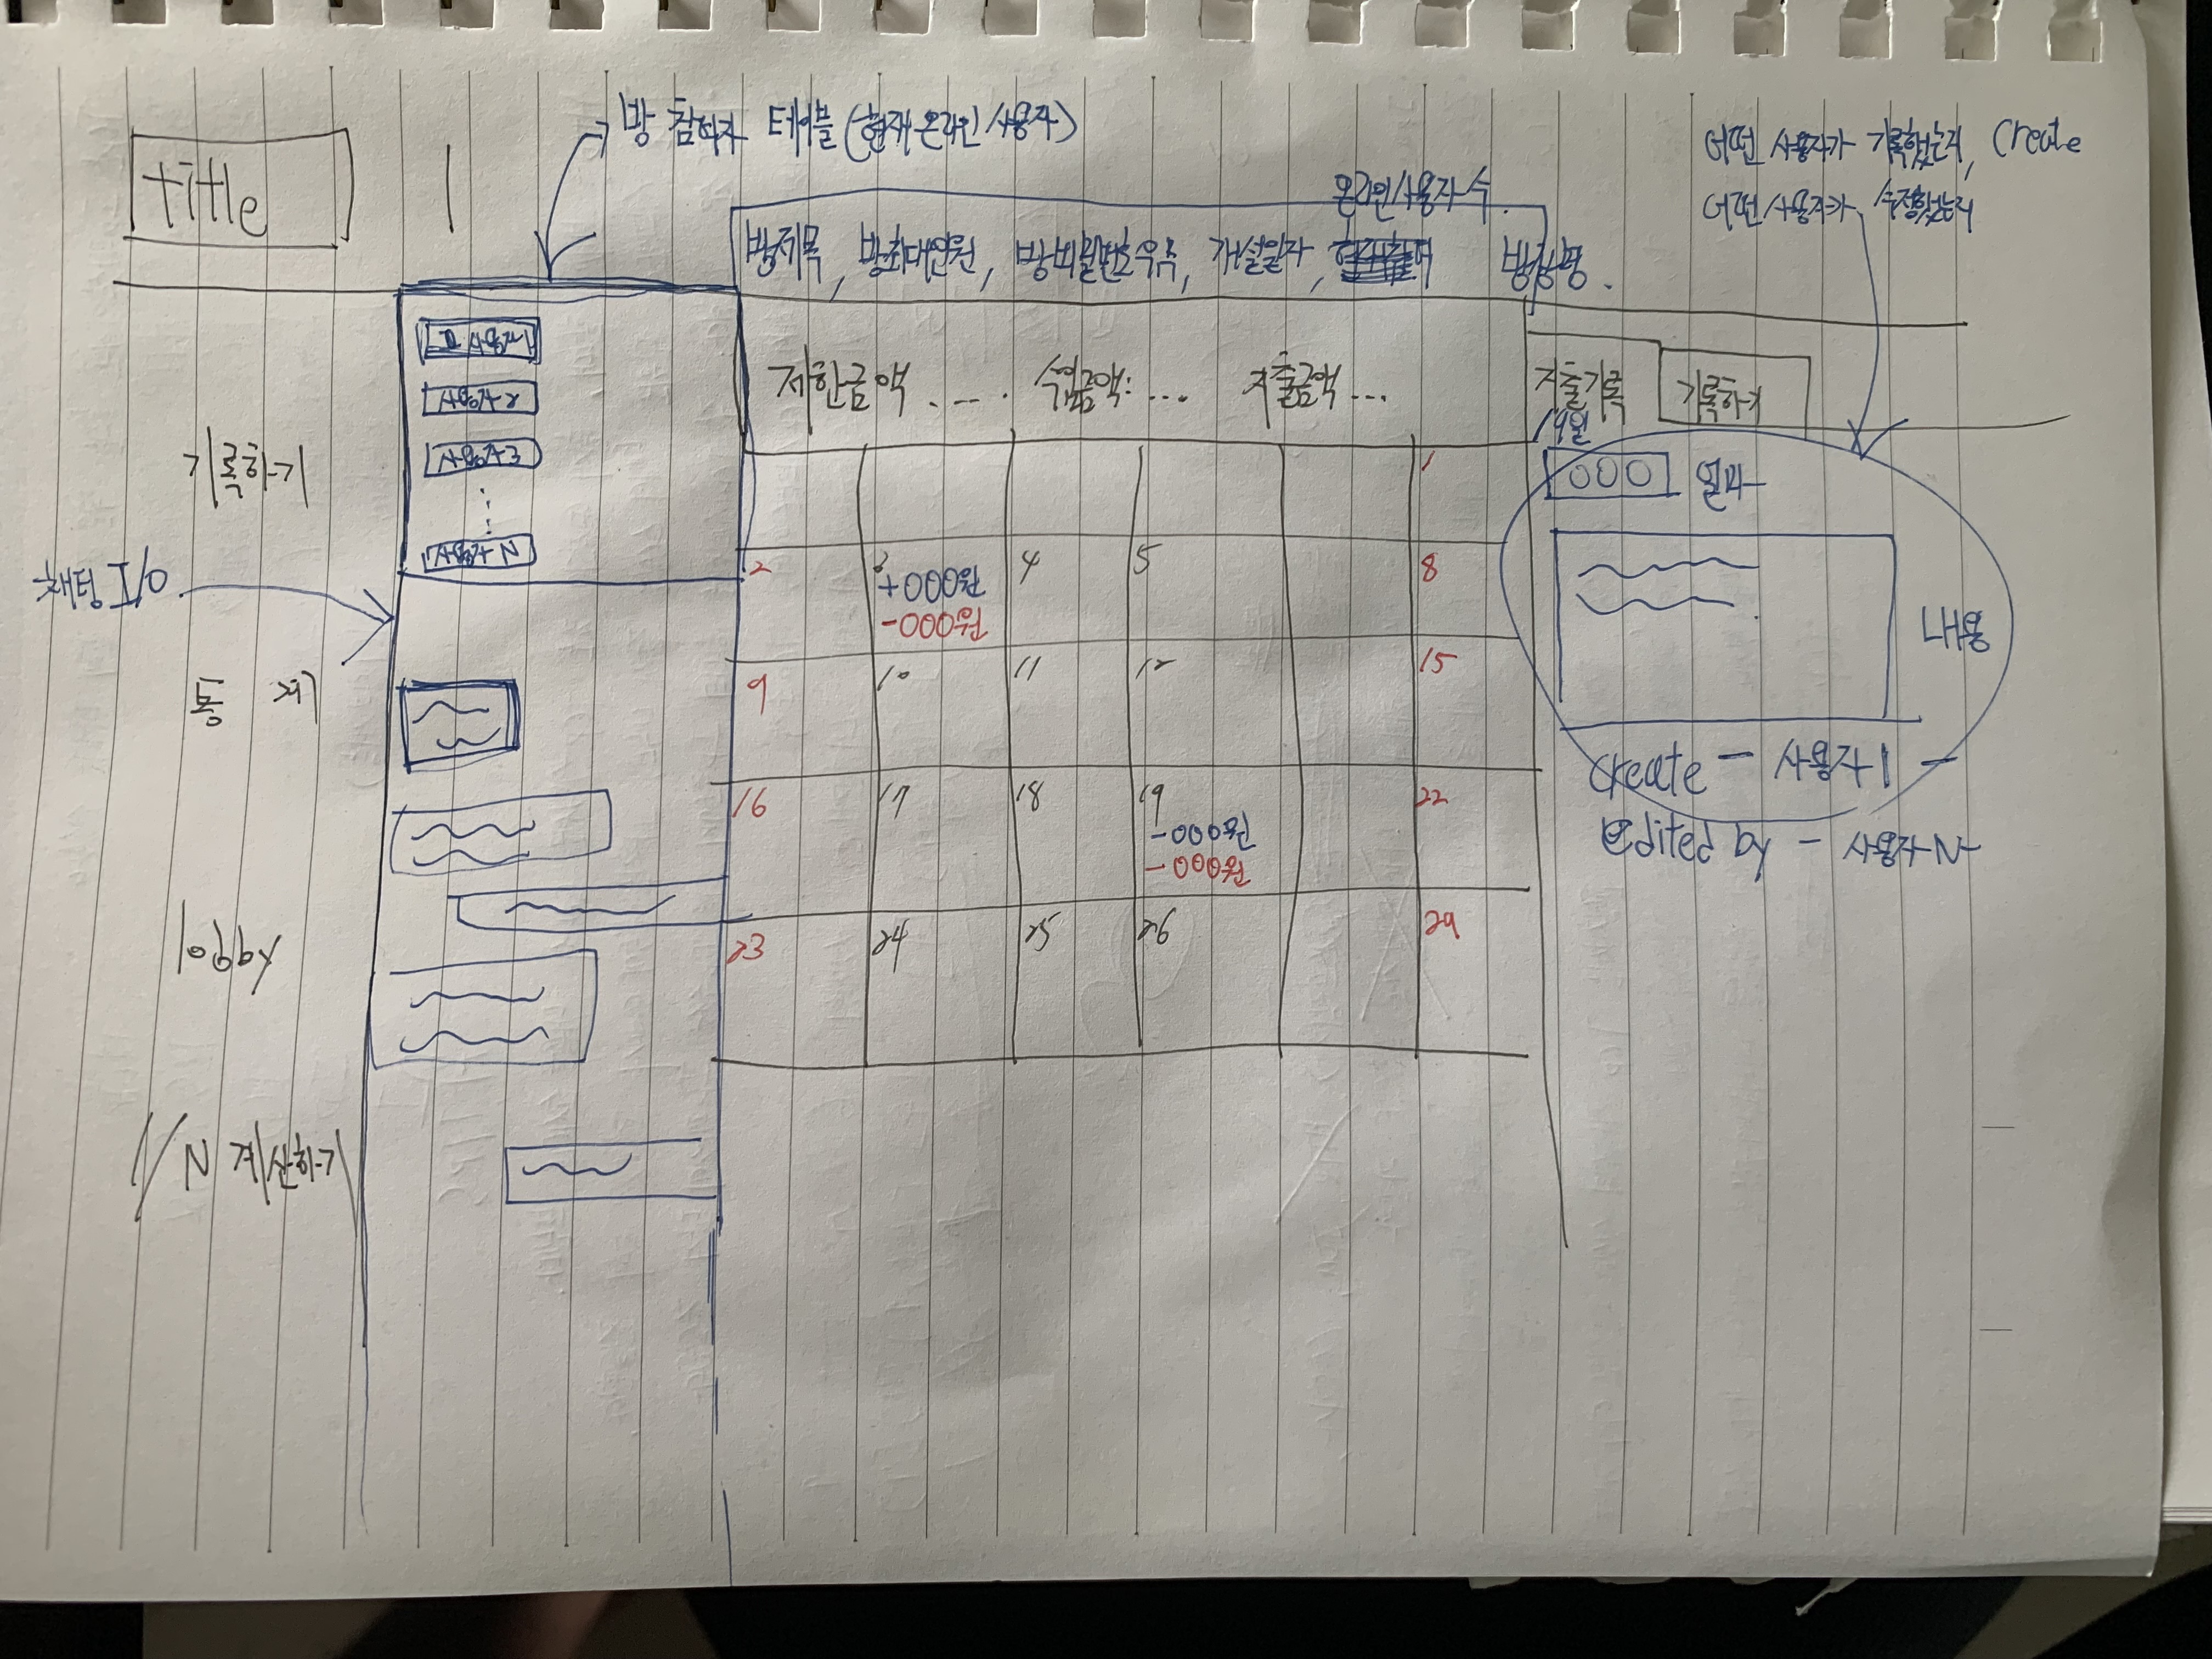 방 참여자 테이블 (현재 온라인 사용자)
어떤 사용자가 기록했는지, Create
어떤 사용자가 수정했는지
title
온라인 사용자 수
방제목, 방최대인원, 방비밀번호유무, 개설일자,
사용자1
사용자2
사용자3
사용자 N
제한금액 .... 수입금액: ... 지출금액 ...
지출기록 기록하기
/9월
기록하기
채팅 I/O
통계
lobby
// N 계산하기
1
2 3 4 5 8
+000원
-000원
9 10 11 12 15
16 17 18 19 22
-000원
-000원
23 24 25 26 29
000 일과
내용
create - 사용자1 -
Edited by - 사용자N-